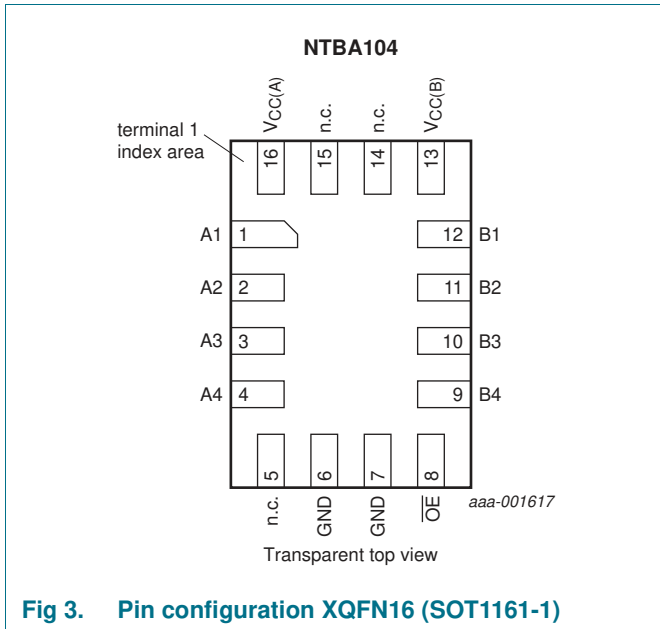 NTBA104
VCC(A) n.c. n.c. VCC(B)
terminal 1
index area
16 15 14 13
A1 1 12 B1
A2 2 11 B2
A3 3 10 B3
A4 4 9 B4
5 6 7 8
n.c. GND GND O̅E̅ aaa-001617
Transparent top view
Fig 3. Pin configuration XQFN16 (SOT1161-1)